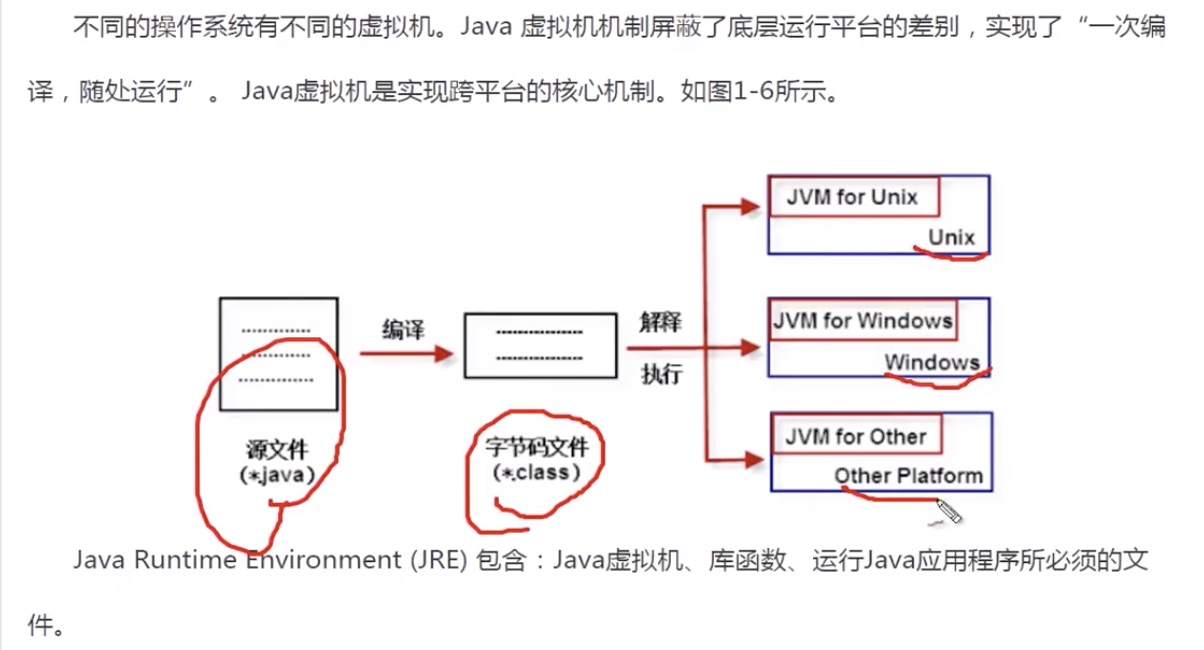 不同的操作系统有不同的虚拟机。Java 虚拟机机制屏蔽了底层运行平台的差别，实现了“一次编
译，随处运行”。 Java虚拟机是实现跨平台的核心机制。如图1-6所示。
JVM for Unix
Unix
编译
解释
执行
JVM for Windows
Windows
源文件
(*.java)
字节码文件
(*.class)
JVM for Other
Other Platform
Java Runtime Environment (JRE) 包含：Java虚拟机、库函数、运行Java应用程序所必须的文
件。